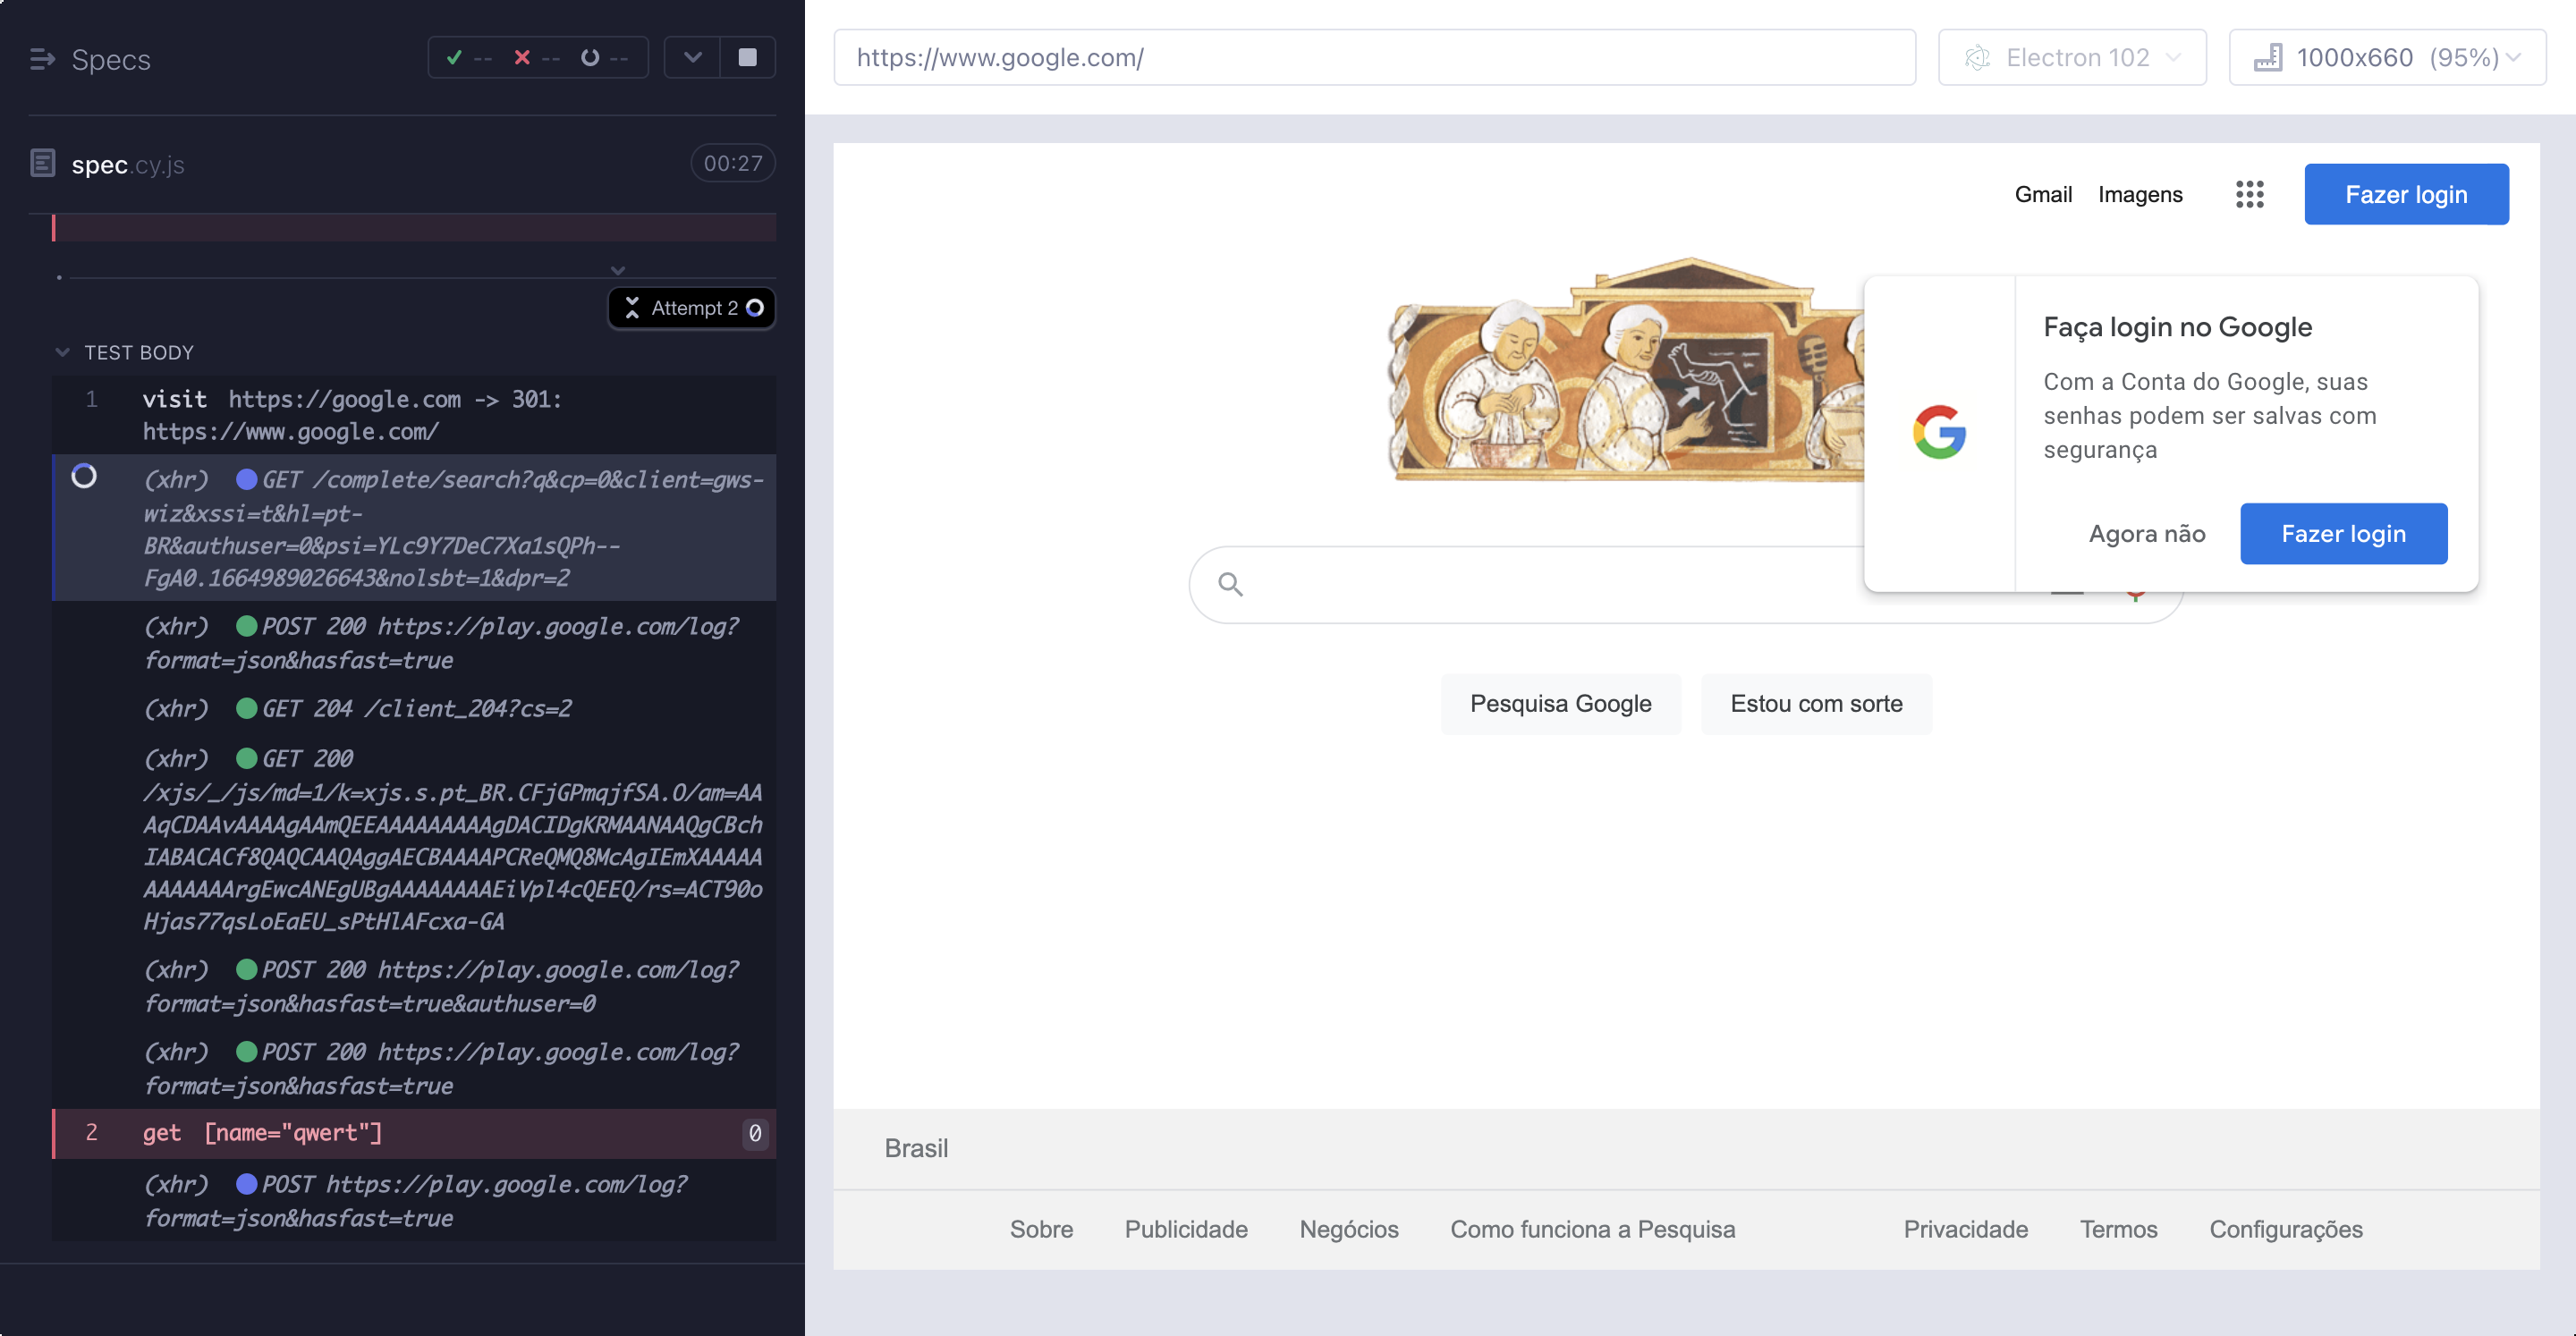 Specs
-- -- --
spec.cy.js
00:27
Attempt 2
TEST BODY
1 visit https://google.com -> 301:
https://www.google.com/
(xhr) GET /complete/search?q&cp=0&client=gws-
wiz&xssi=t&hl=pt-
BR&authuser=0&psi=YLc9Y7DeC7Xa1sQPh--
FgA0.1664989026643&nolsbt=1&dpr=2
(xhr) POST 200 https://play.google.com/log?
format=json&hasfast=true
(xhr) GET 204 /client_204?cs=2
(xhr) GET 200
/xjs/_/js/md=1/k=xjs.s.pt_BR.CFjGPmqjfSA.O/am=AA
AqCDAAvAAAAgAAmQEEAAAAAAAAAgDACIDgKRMAANAAQgCBch
IABACACf8QAQCAAQAggAECBAAAAPCReQMQ8McAgIEmXAAAAA
AAAAAAArgEwcANEgUBgAAAAAAAAEiVpl4cQEEQ/rs=ACT90o
Hjas77qsLoEaEU_sPtHlAFcxa-GA
(xhr) POST 200 https://play.google.com/log?
format=json&hasfast=true&authuser=0
(xhr) POST 200 https://play.google.com/log?
format=json&hasfast=true
2 get [name="qwert"] 0
(xhr) POST https://play.google.com/log?
format=json&hasfast=true
https://www.google.com/
Electron 102
1000x660 (95%)
Gmail Imagens
Fazer login
Faça login no Google
Com a Conta do Google, suas
senhas podem ser salvas com
segurança
Agora não
Fazer login
Pesquisa Google
Estou com sorte
Brasil
Sobre Publicidade Negócios Como funciona a Pesquisa Privacidade Termos Configurações